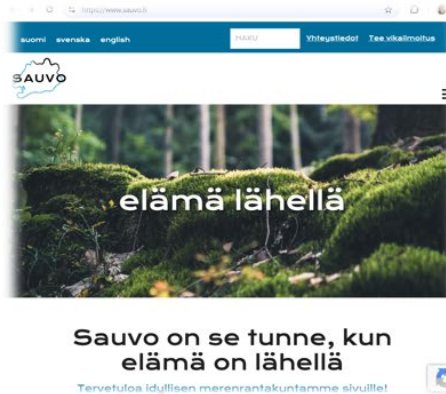 https://www.sauvo.fi
suomi svenska english
HAKU
Yhteystiedot Tee vikailmoitus
SAUVO
elämä lähellä
Sauvo on se tunne, kun
elämä on lähellä
Tervetuloa idyllisen merenrantakuntamme sivuille!